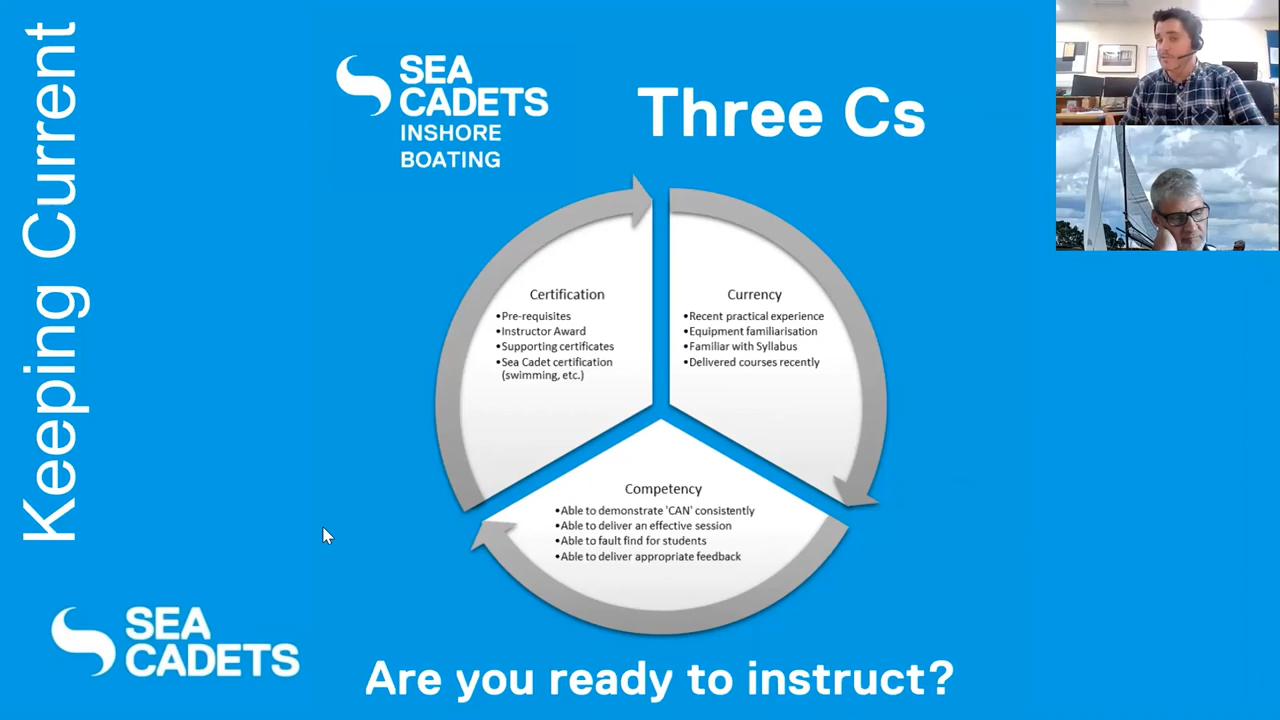 Keeping Current
SEA
CADETS
INSHORE
BOATING
Three Cs
Certification
•Pre-requisites
•Instructor Award
•Supporting certificates
•Sea Cadet certification
(swimming, etc.)
Currency
•Recent practical experience
•Equipment familiarisation
•Familiar with Syllabus
•Delivered courses recently
Competency
•Able to demonstrate 'CAN' consistently
•Able to deliver an effective session
•Able to fault find for students
•Able to deliver appropriate feedback
SEA
CADETS
Are you ready to instruct?